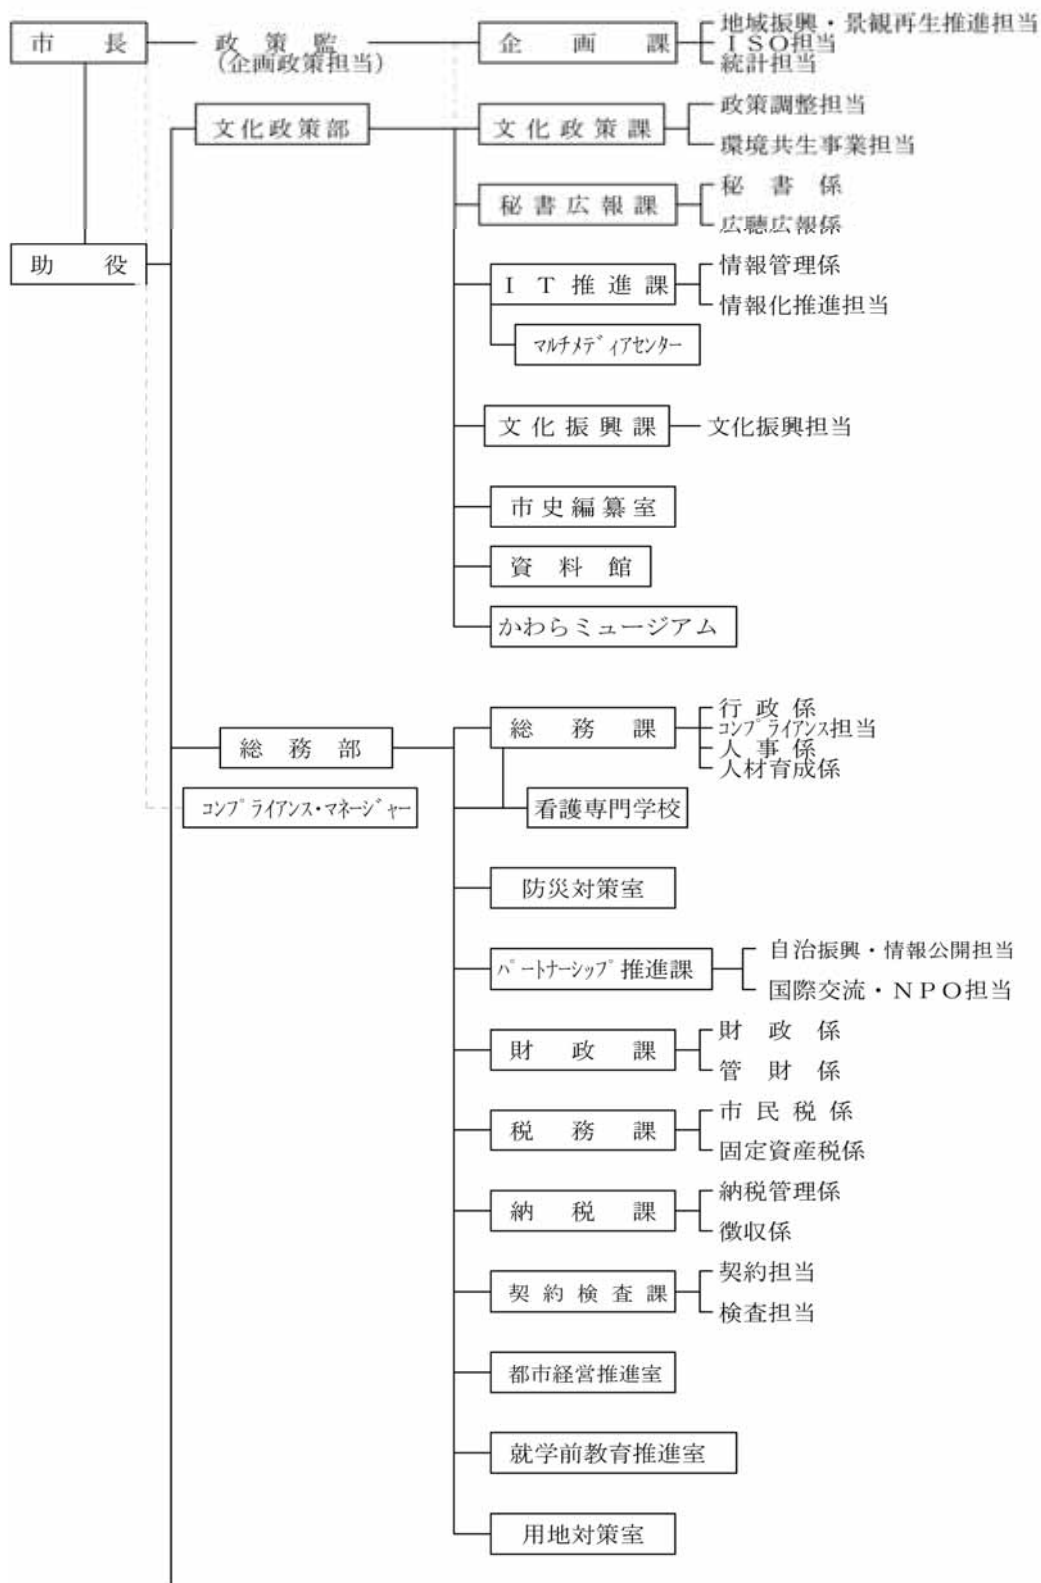 地域振興・景観再生推進担当
市長 政策監 企画課 ISO担当
(企画政策担当) 統計担当
政策調整担当
文化政策部 文化政策課
環境共生事業担当
秘書係
秘書広報課
広聴広報係
助役 情報管理係
IT推進課
情報化推進担当
マルチメディアセンター
文化振興課 文化振興担当
市史編纂室
資料館
かわらミュージアム
行政係
総務課 コンプライアンス担当
総務部 人事係
人材育成係
コンプライアンス・マネージャー 看護専門学校
防災対策室
自治振興・情報公開担当
パートナーシップ推進課
国際交流・NPO担当
財政係
財政課
管財係
市民税係
税務課
固定資産税係
納税管理係
納税課
徴収係
契約担当
契約検査課
検査担当
都市経営推進室
就学前教育推進室
用地対策室